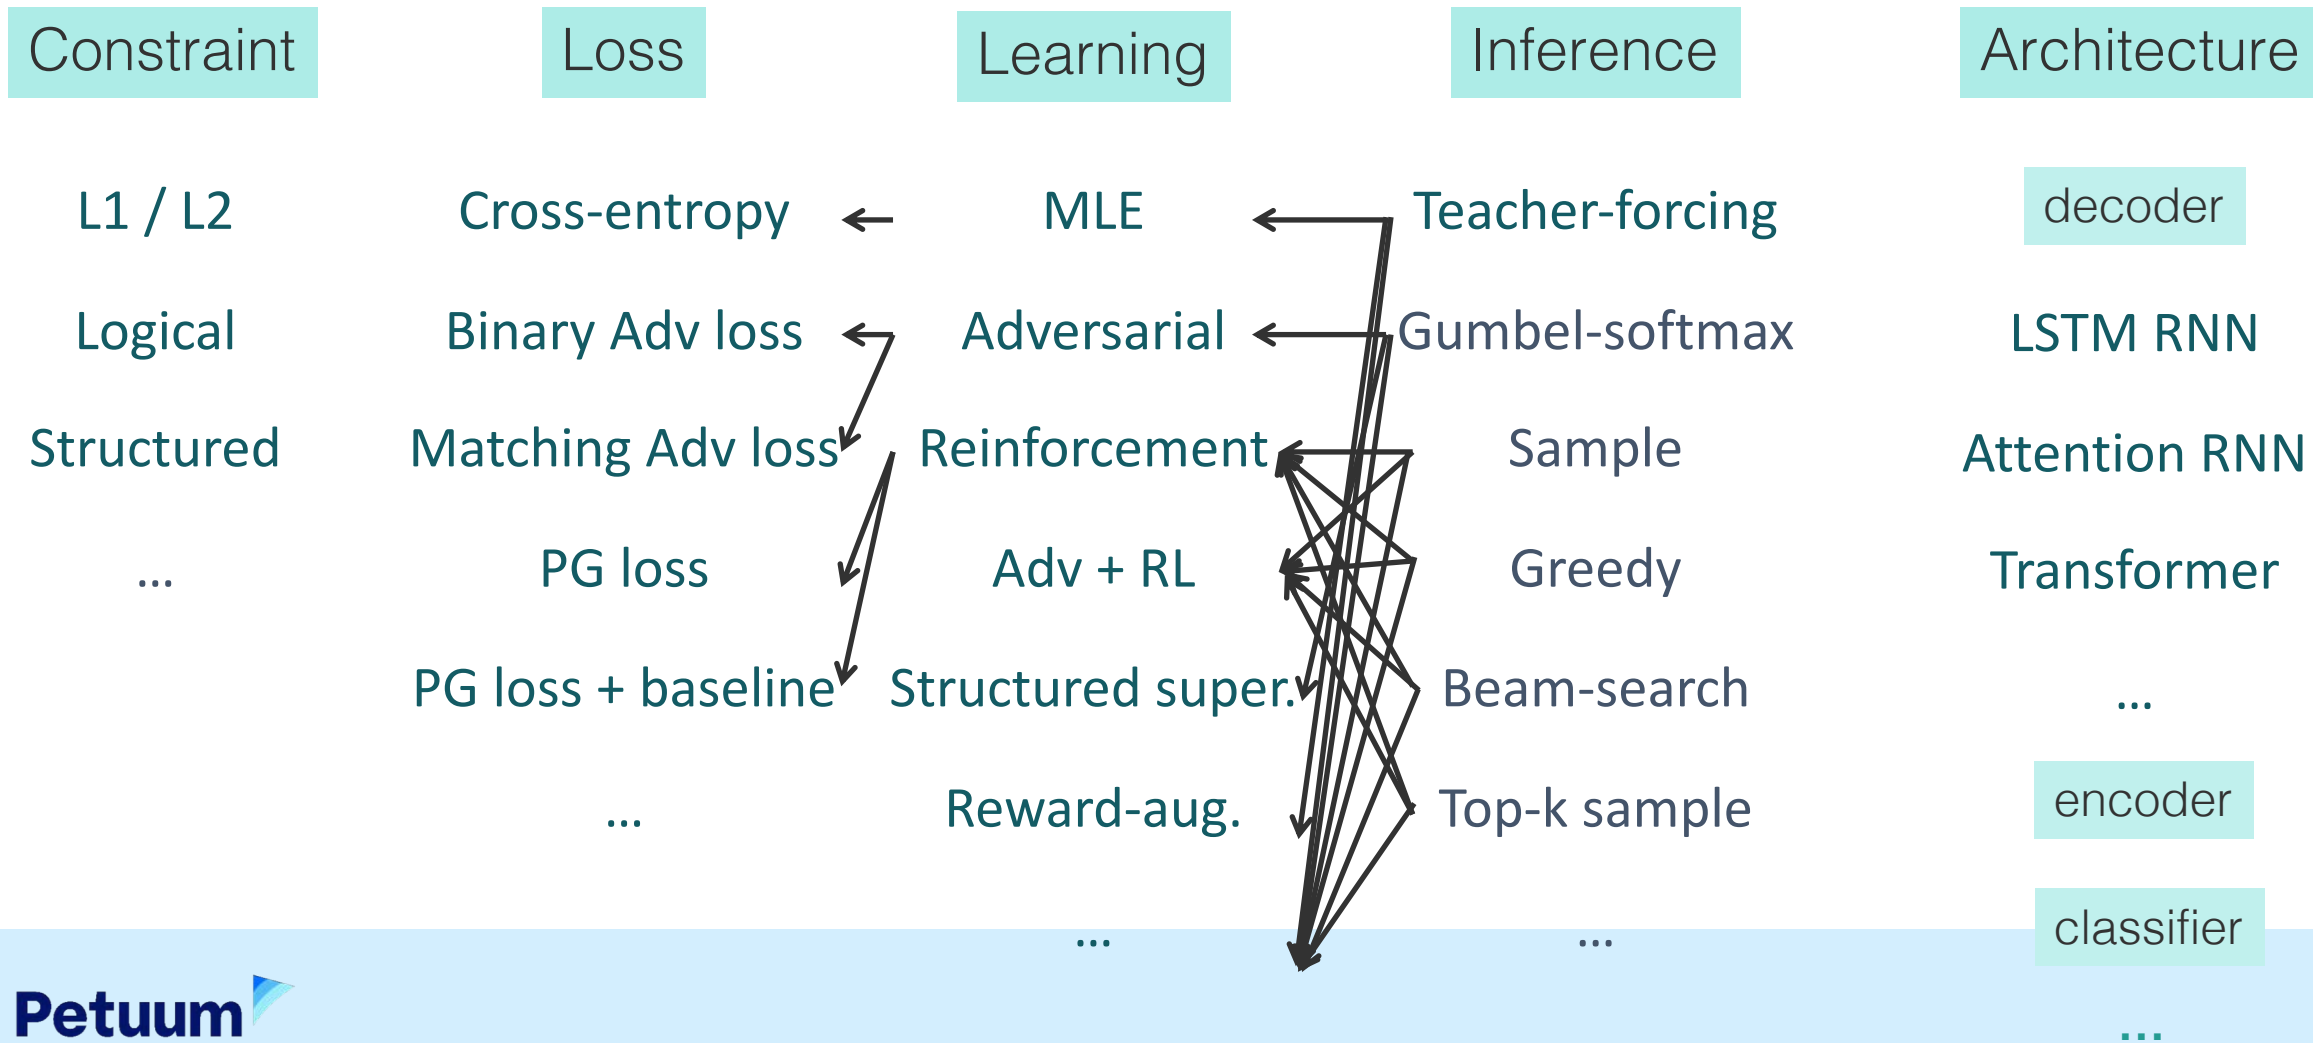 Constraint Loss Learning Inference Architecture
L1 / L2 Cross-entropy MLE Teacher-forcing decoder
Logical Binary Adv loss Adversarial Gumbel-softmax LSTM RNN
Structured Matching Adv loss Reinforcement Sample Attention RNN
... PG loss Adv + RL Greedy Transformer
PG loss + baseline Structured super. Beam-search ...
... Reward-aug. Top-k sample encoder
... ... classifier
Petuum ...